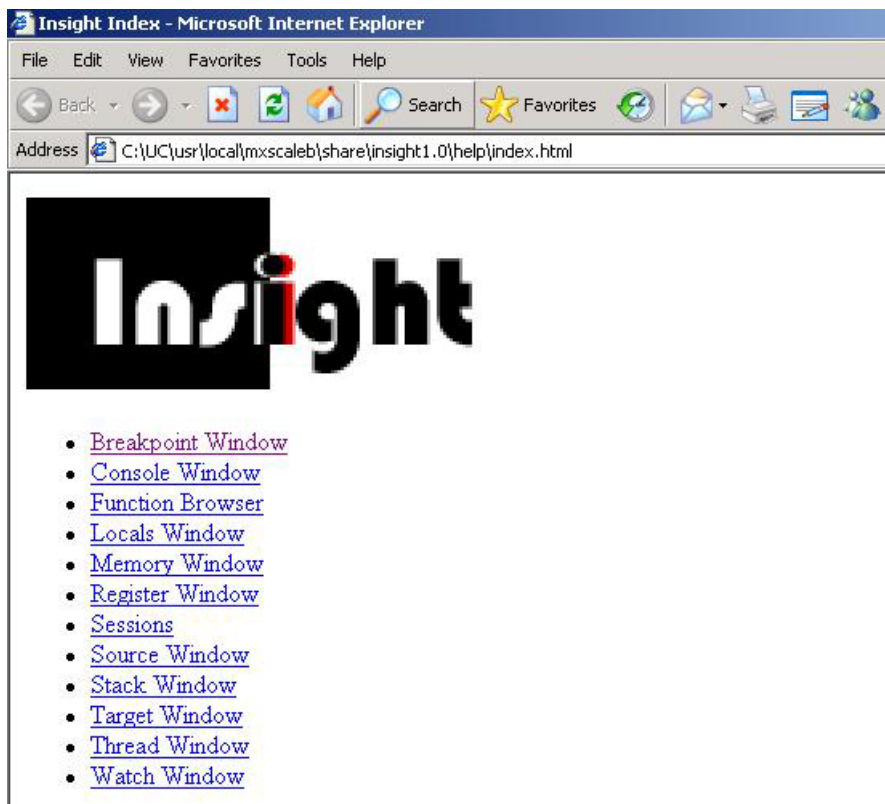 Insight Index - Microsoft Internet Explorer
File Edit View Favorites Tools Help
Back Search Favorites
Address C:\UC\usr\local\mxscaleb\share\insight1.0\help\index.html
Insight
Breakpoint Window
Console Window
Function Browser
Locals Window
Memory Window
Register Window
Sessions
Source Window
Stack Window
Target Window
Thread Window
Watch Window